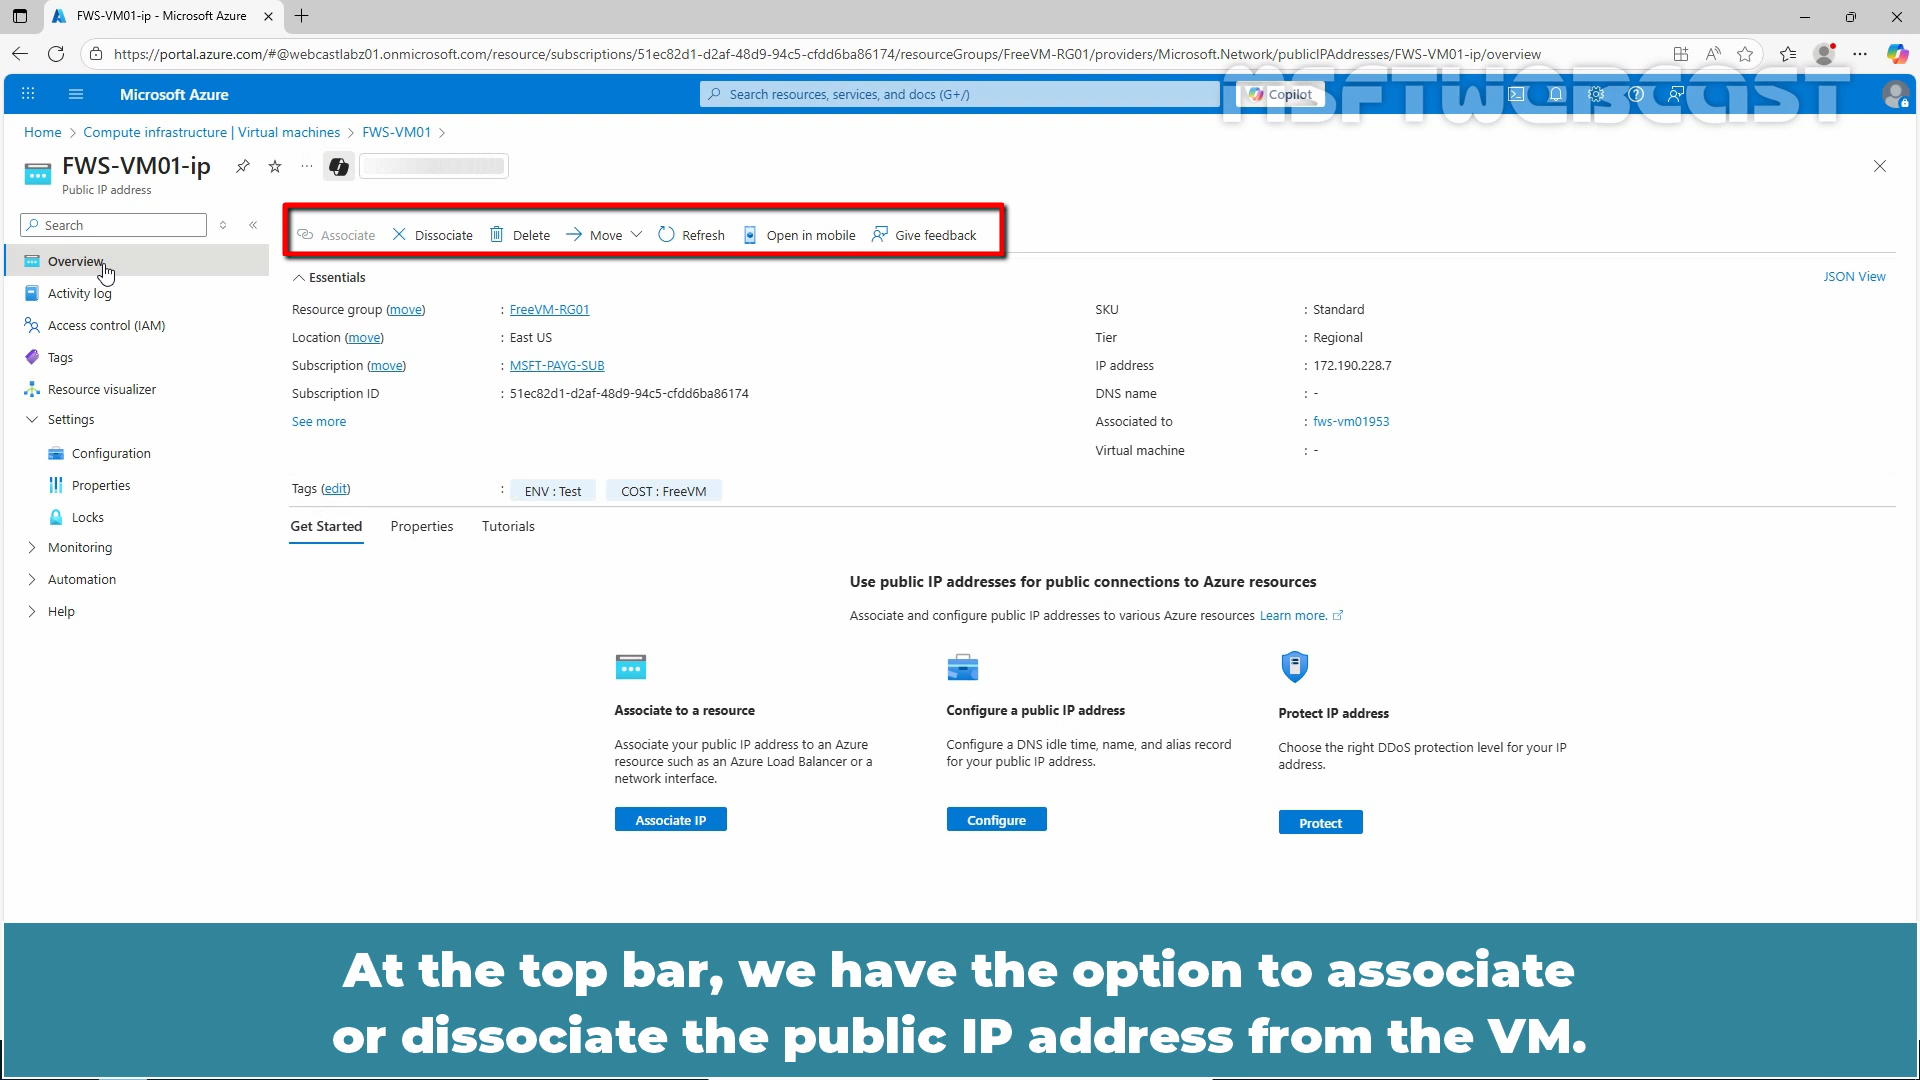 FWS-VM01-ip - Microsoft Azure
https://portal.azure.com/#@webcastlabz01.onmicrosoft.com/resource/subscriptions/51ec82d1-d2af-48d9-94c5-cfdd6ba86174/resourceGroups/FreeVM-RG01/providers/Microsoft.Network/publicIPAddresses/FWS-VM01-ip/overview
Microsoft Azure Search resources, services, and docs (G+/) Copilot
MSFTWEBCAST
Home > Compute infrastructure | Virtual machines > FWS-VM01 >
FWS-VM01-ip
Public IP address
Search
Associate Dissociate Delete Move Refresh Open in mobile Give feedback
Overview
Activity log
Access control (IAM)
Tags
Resource visualizer
Settings
Configuration
Properties
Locks
Monitoring
Automation
Help
Essentials JSON View
Resource group (move) : FreeVM-RG01
Location (move) : East US
Subscription (move) : MSFT-PAYG-SUB
Subscription ID : 51ec82d1-d2af-48d9-94c5-cfdd6ba86174
See more
SKU : Standard
Tier : Regional
IP address : 172.190.228.7
DNS name : -
Associated to : fws-vm01953
Virtual machine : -
Tags (edit) : ENV : Test COST : FreeVM
Get Started Properties Tutorials
Use public IP addresses for public connections to Azure resources
Associate and configure public IP addresses to various Azure resources Learn more.
Associate to a resource
Associate your public IP address to an Azure
resource such as an Azure Load Balancer or a
network interface.
Associate IP
Configure a public IP address
Configure a DNS idle time, name, and alias record
for your public IP address.
Configure
Protect IP address
Choose the right DDoS protection level for your IP
address.
Protect
At the top bar, we have the option to associate
or dissociate the public IP address from the VM.